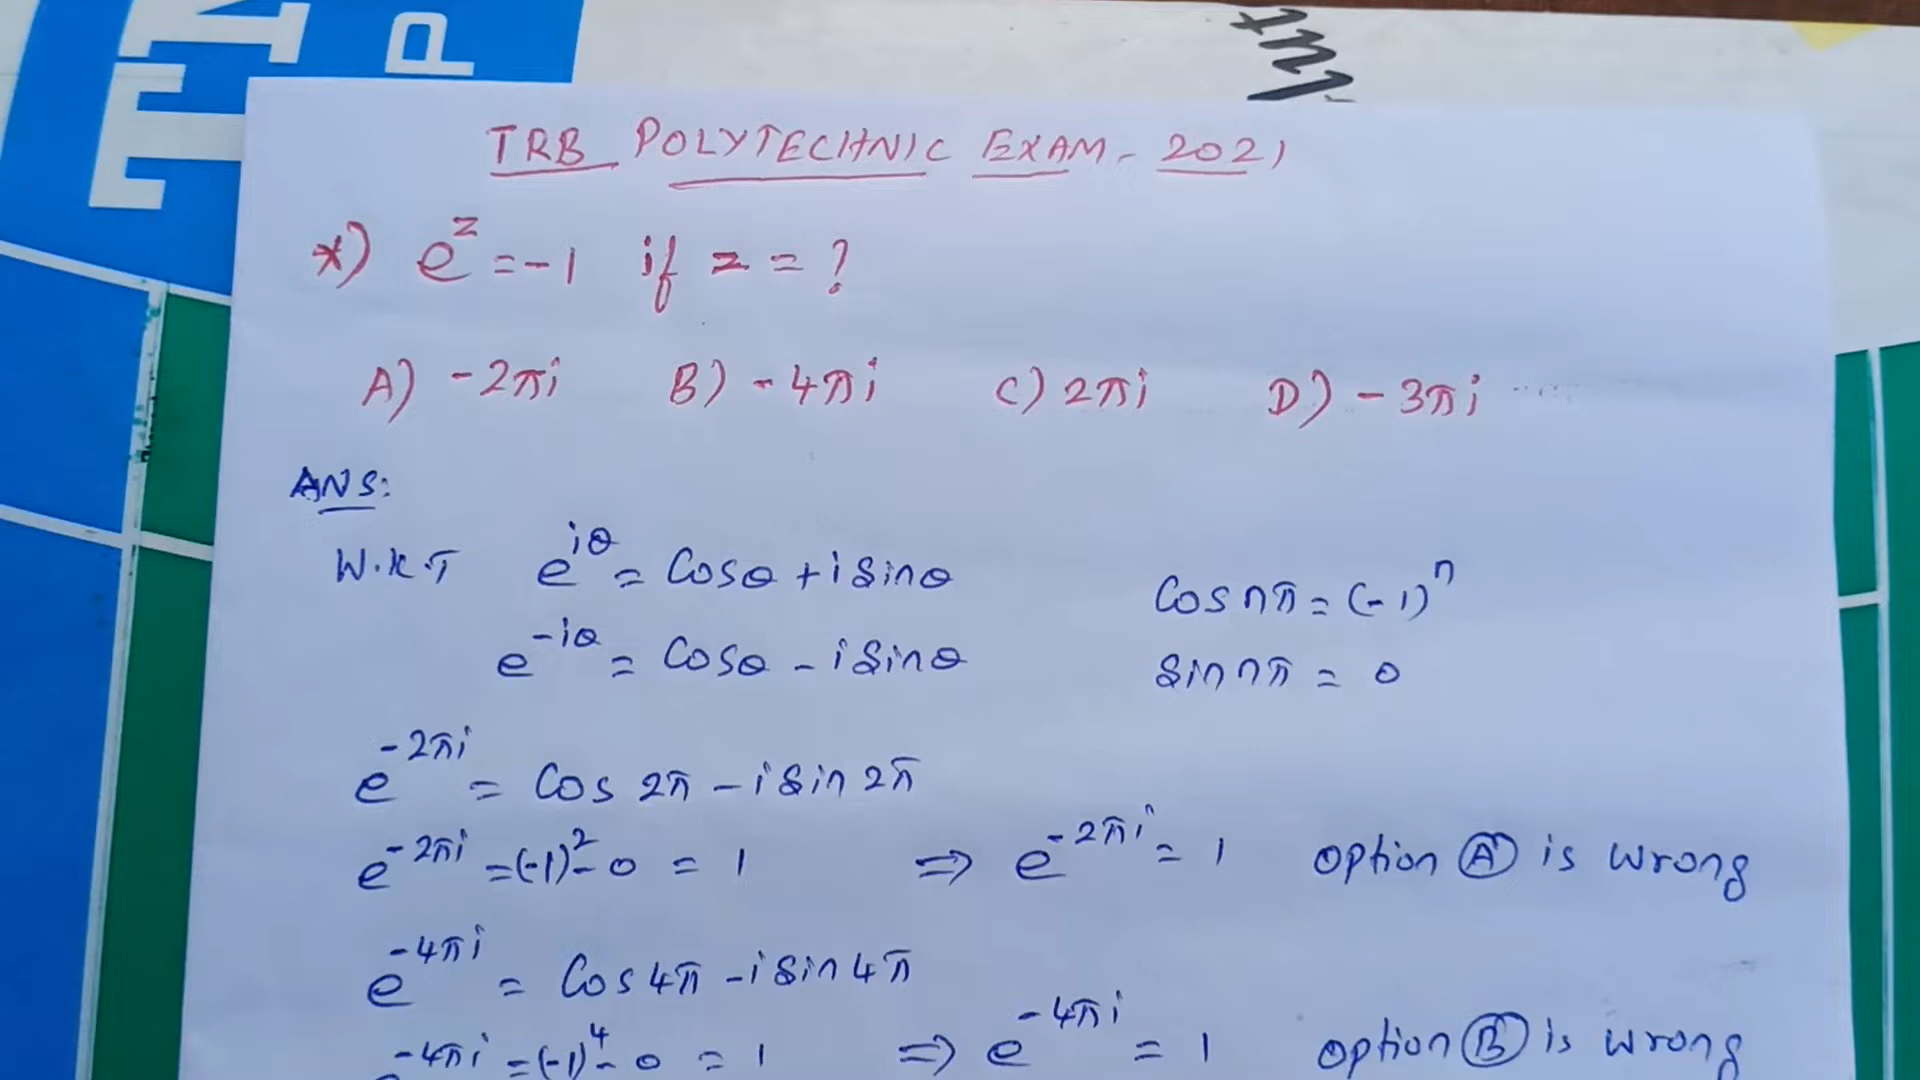 TRB POLYTECHNIC EXAM - 2021
*) e^z = -1 if z = ?
A) -2πi B) -4πi C) 2πi D) -3πi
ANS:
W.K.T e^iθ = Cosθ + i Sinθ
Cos nπ = (-1)^n
e^-iθ = Cosθ - i Sinθ
Sin nπ = 0
e^-2πi = Cos 2π - i Sin 2π
e^-2πi = (-1)^2 - 0 = 1 ⇒ e^-2πi = 1 option Ⓐ is wrong
e^-4πi = Cos 4π - i Sin 4π
e^-4πi = (-1)^4 - 0 = 1 ⇒ e^-4πi = 1 option Ⓑ is wrong